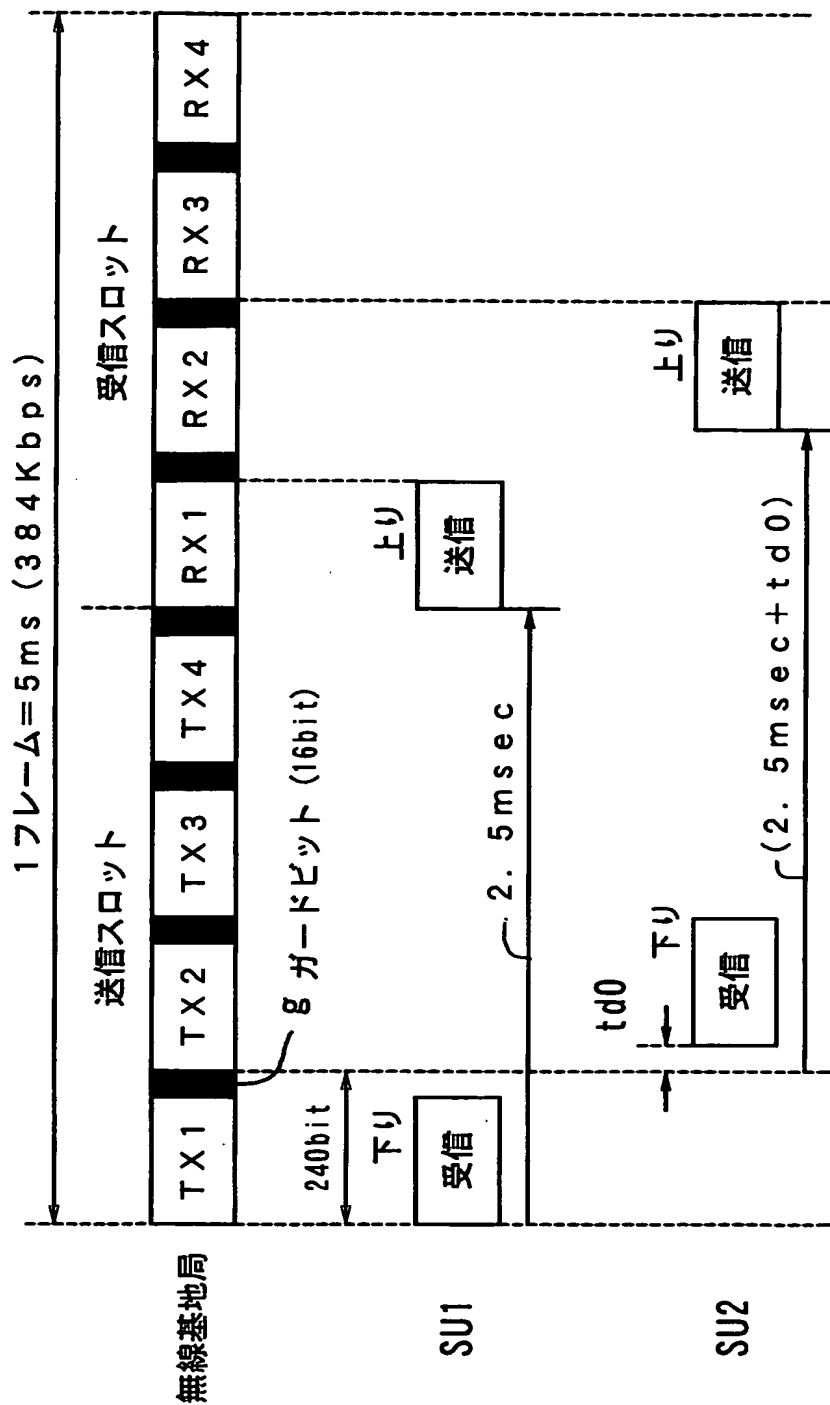 1フレーム=5ms (384Kbps)
送信スロット
受信スロット
無線基地局
TX1
TX2
TX3
TX4
RX1
RX2
RX3
RX4
g ガードビット (16bit)
240bit
SU1
下り
受信
上り
送信
2. 5msec
SU2
td0
下り
受信
上り
送信
(2. 5msec+td0)